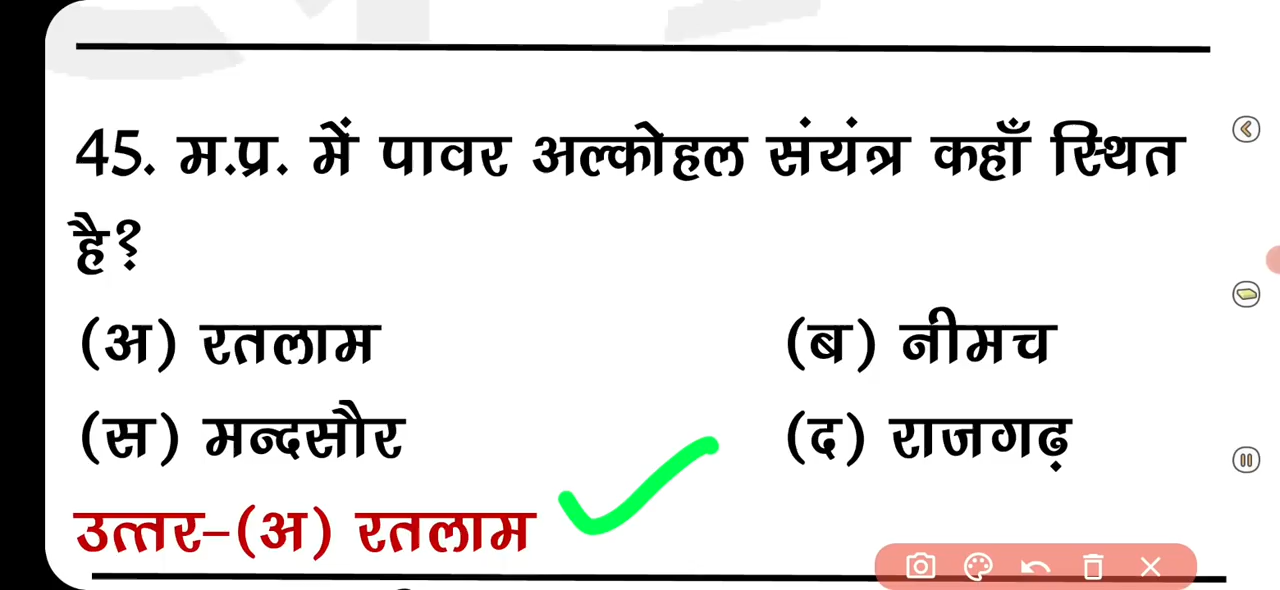 45. म.प्र. में पावर अल्कोहल संयंत्र कहाँ स्थित
है?
(अ) रतलाम (ब) नीमच
(स) मन्दसौर (द) राजगढ़
उत्तर–(अ) रतलाम